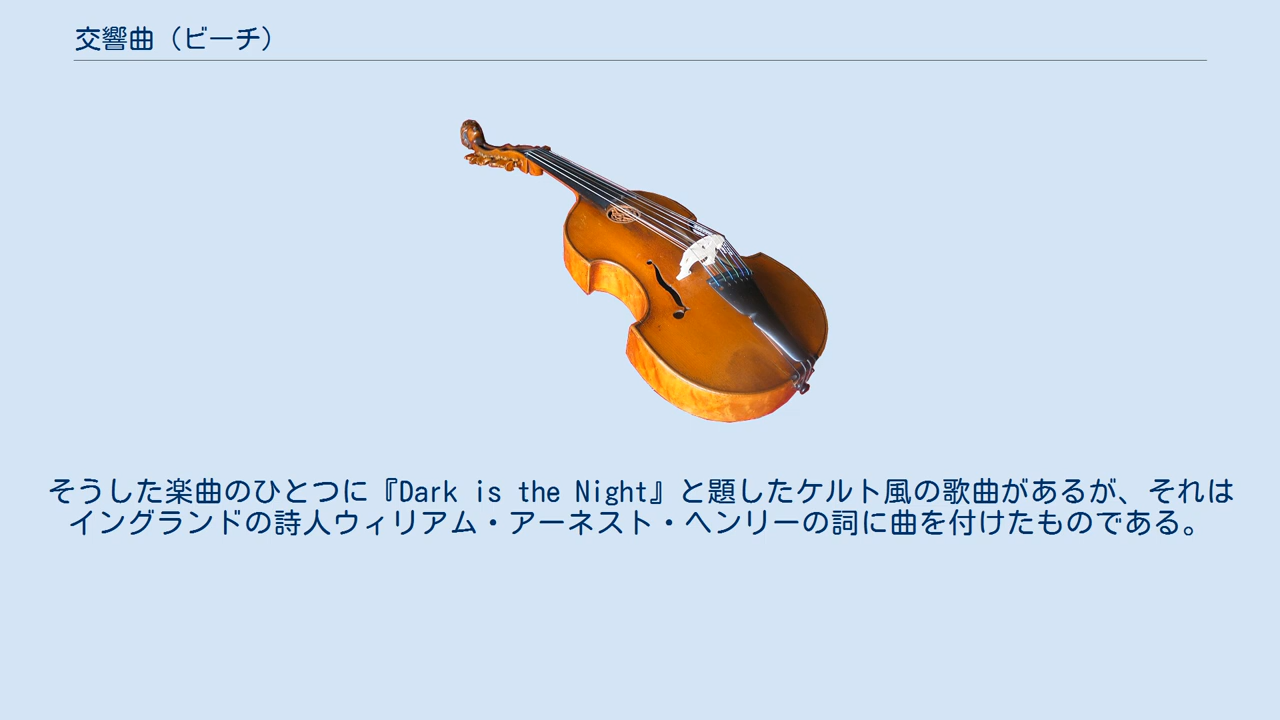 交響曲（ビーチ）
そうした楽曲のひとつに『Dark is the Night』と題したケルト風の歌曲があるが、それは
イングランドの詩人ウィリアム・アーネスト・ヘンリーの詞に曲を付けたものである。